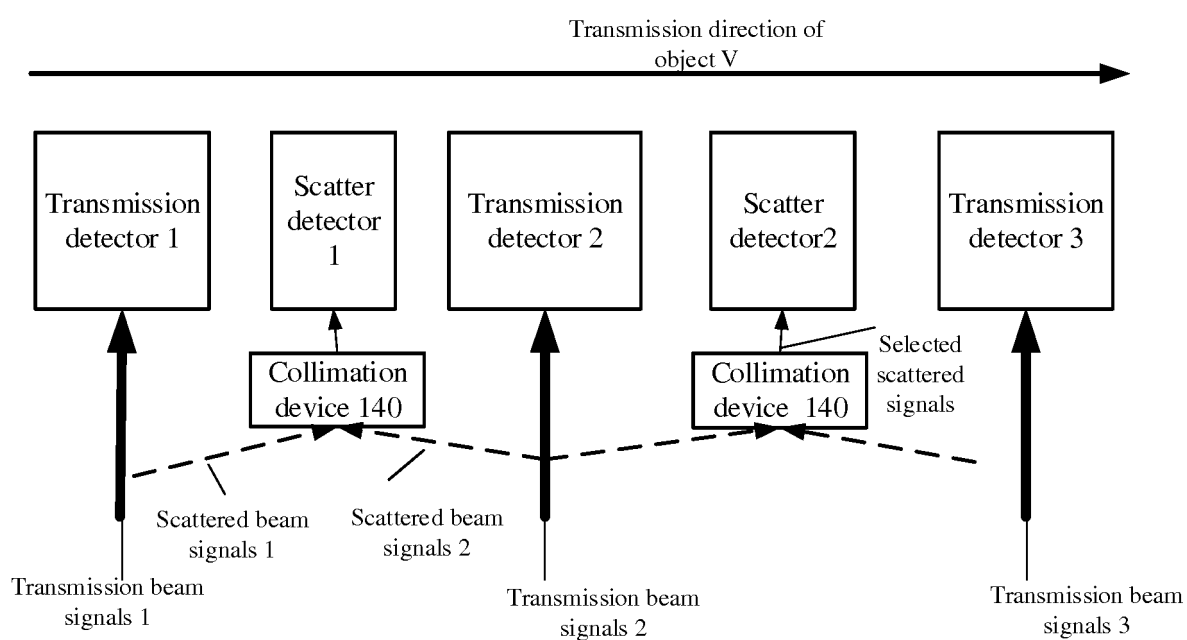 Transmission direction of
object V
Transmission
detector 1
Scatter
detector
1
Transmission
detector 2
Scatter
detector2
Transmission
detector 3
Collimation
device 140
Collimation
device 140
Selected
scattered
signals
Scattered beam
signals 1
Scattered beam
signals 2
Transmission beam
signals 1
Transmission beam
signals 2
Transmission beam
signals 3